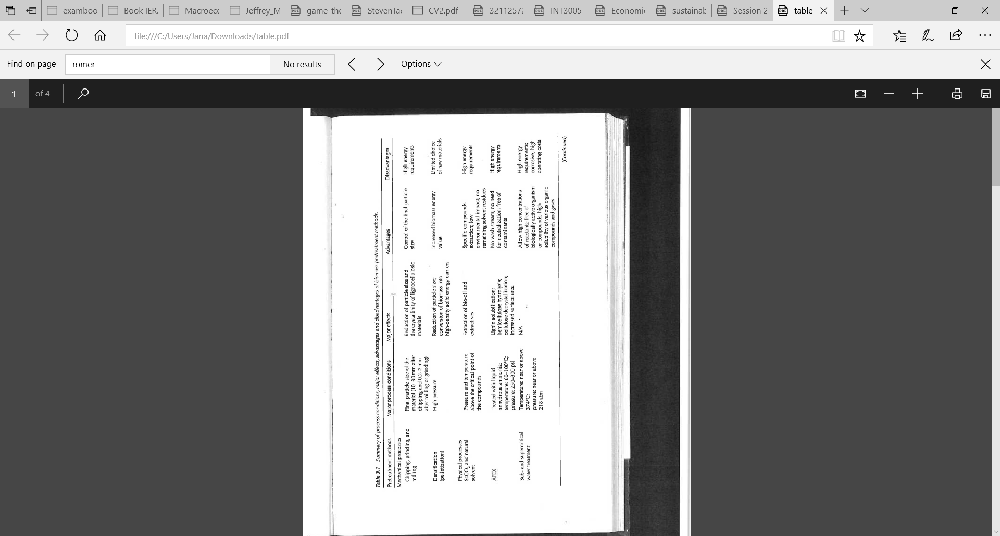 examboo
Book IER.
Macroecc
Jeffrey_M
game-the
StevenTac
CV2.pdf
32112572
INT3005
Economic
sustainab
Session 2
table
file:///C:/Users/Jana/Downloads/table.pdf
Find on page
romer
No results
Options
1
of 4
Table 3.1 Summary of process conditions, major effects, advantages and disadvantages of biomass pretreatment methods.
Pretreatment methods
Major process conditions
Major effects
Advantages
Disadvantages
Mechanical processes
Chipping, grinding, and
milling
Final particle size of the
material (10–30 mm after
chipping and 0.2–2 mm
after milling or grinding)
Reduction of particle size and
the crystallinity of lignocellulosic
materials
Control of the final particle
size
High energy
requirements
Densification
(pelletization)
High pressure
Reduction of particle size;
conversion of biomass into
high-density solid energy carriers
Increased biomass energy
value
Limited choice
of raw materials
Physical processes
ScCO2 and natural
solvent
Pressure and temperature
above the critical point of
the compounds
Extraction of bio-oil and
extractives
Specific compounds
extraction; low
environmental impact; no
remaining solvent residues
High energy
requirements
AFEX
Treated with liquid
anhydrous ammonia;
temperature: 60–100°C;
pressure: 250–300 psi
Lignin solubilization;
hemicellulose hydrolysis;
cellulose decrystallization;
increased surface area
No wash stream; no need
for neutralization; free of
contaminants
High energy
requirements
Sub- and supercritical
water treatment
Temperature: near or above
374°C;
pressure: near or above
218 atm
N/A
Allow high concentrations
of reactants; free of
biologically active organism
or compounds; high
solubility of various organic
compounds and gases
High energy
requirements;
corrosive; high
operating costs
(Continued)